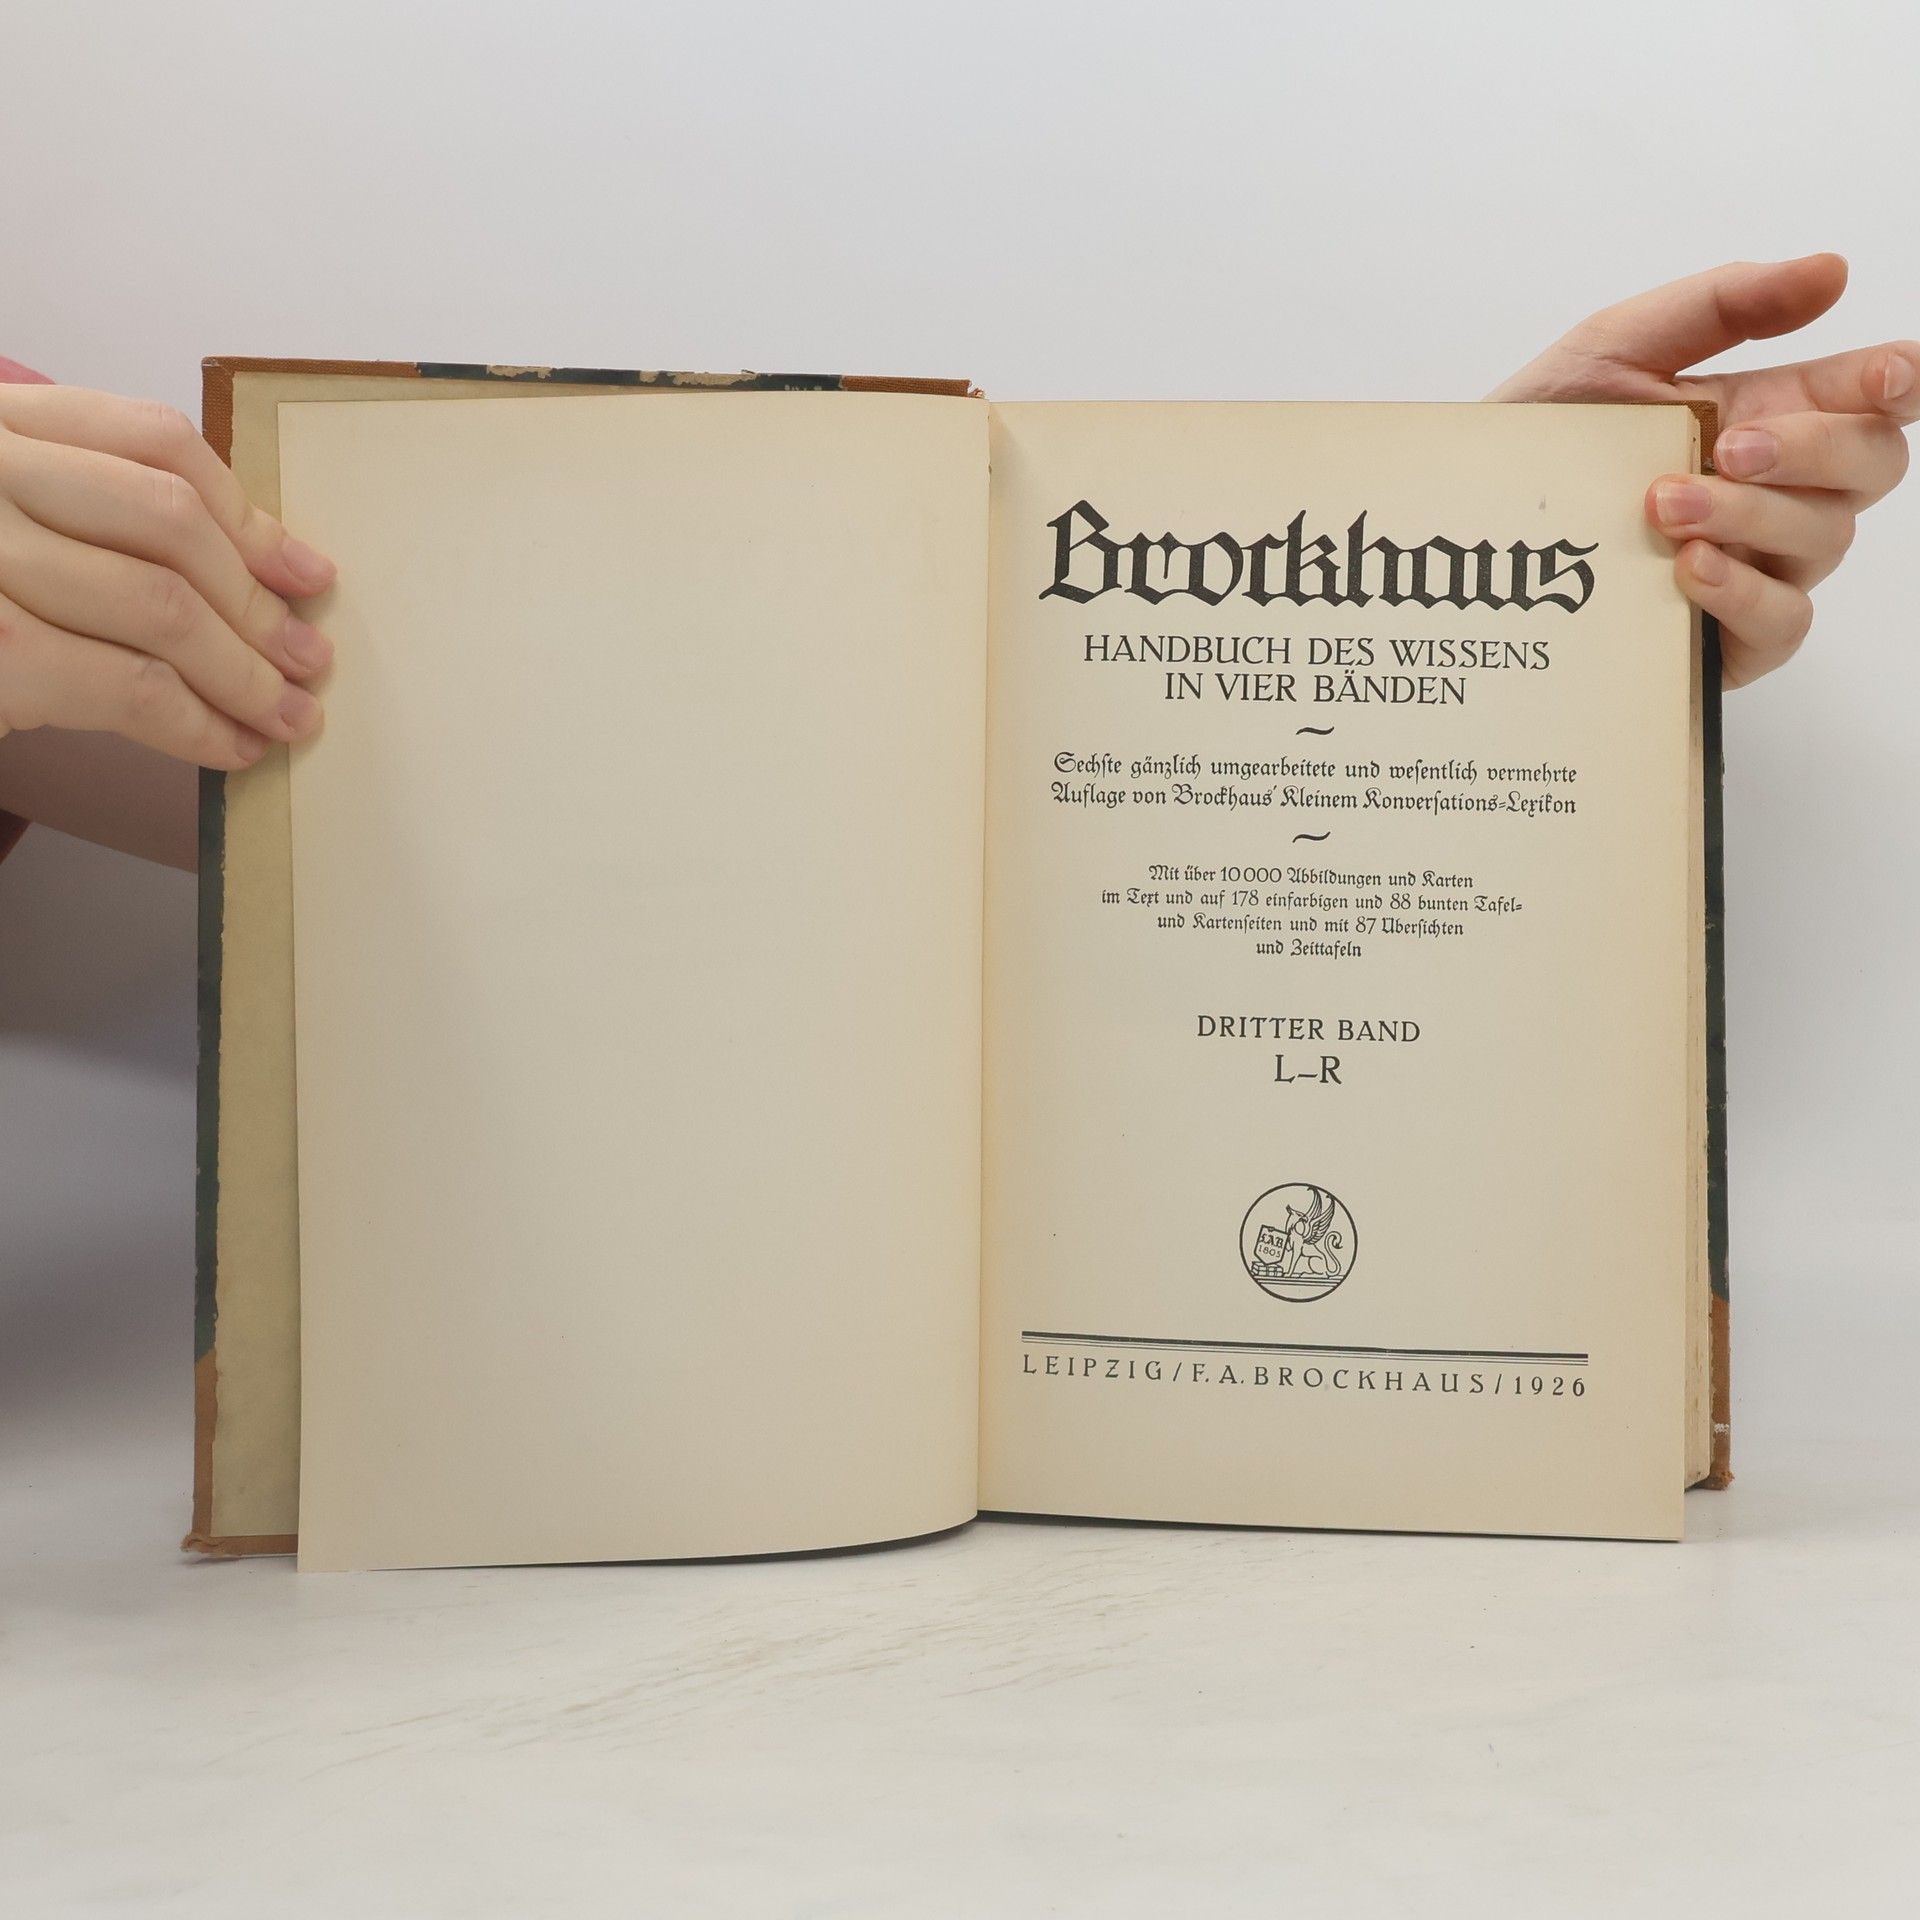 Brockhaus
HANDBUCH DES WISSENS
IN VIER BÄNDEN
~
Sechſte gänzlich umgearbeitete und weſentlich vermehrte
Auflage von Brockhaus' Kleinem Konverſations=Lexikon
~
Mit über 10 000 Abbildungen und Karten
im Text und auf 178 einfarbigen und 88 bunten Tafel=
und Kartenſeiten und mit 87 Überſichten
und Zeittafeln
DRITTER BAND
L–R
FAB
1805
LEIPZIG / F. A. BROCKHAUS / 1926